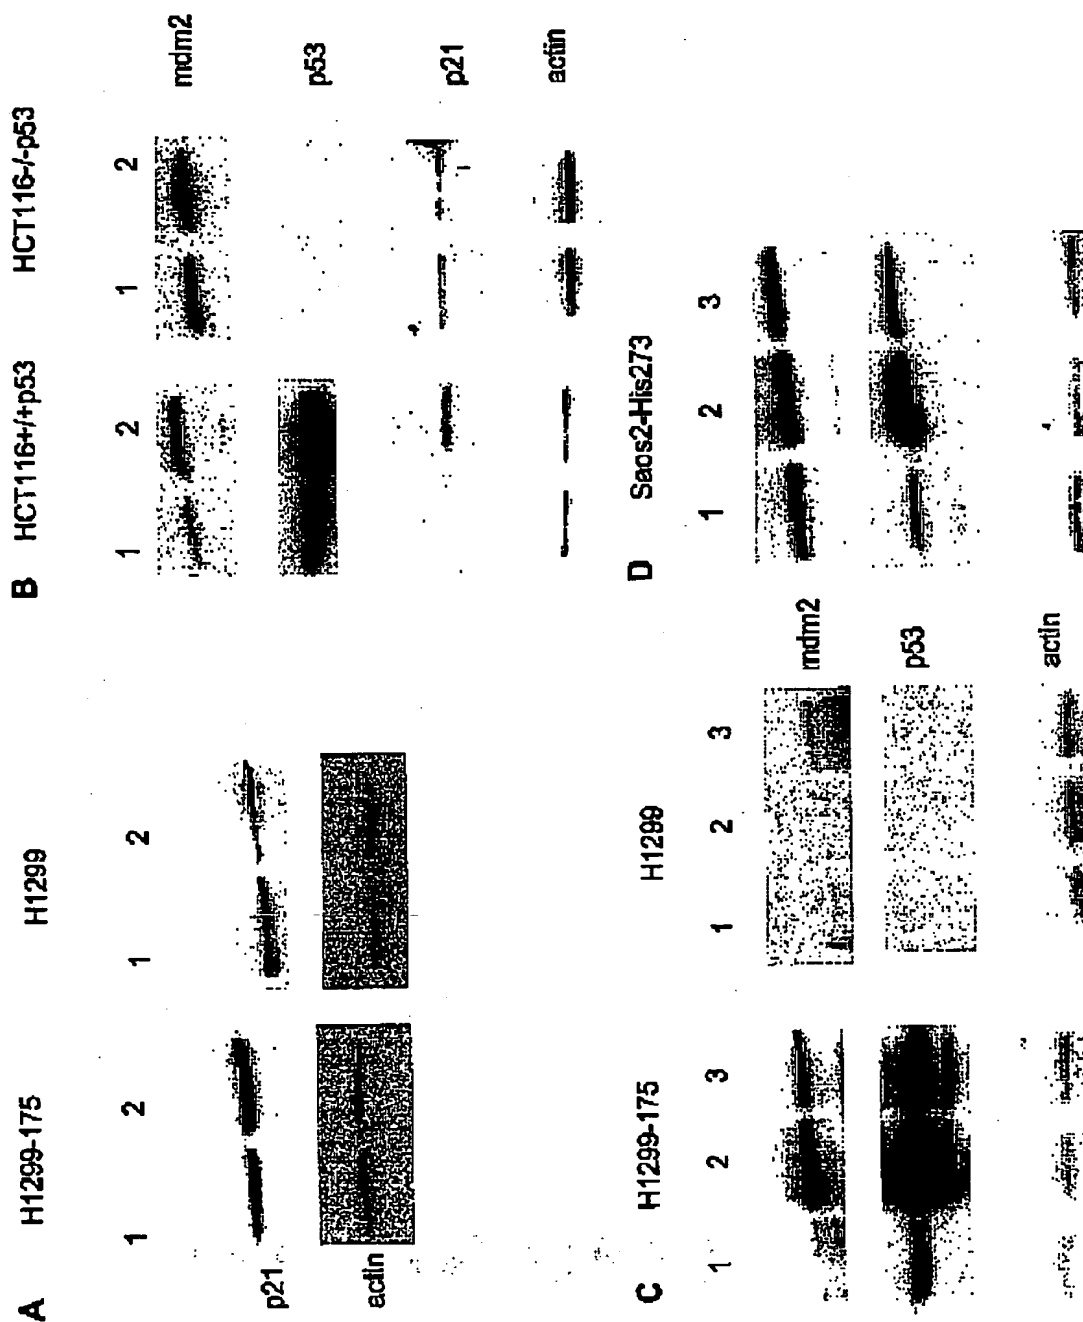 A H1299-175 H1299
1 2 1 2
p21
actin
B HCT116+/+p53 HCT116-/-p53
1 2 1 2
mdm2
p53
p21
actin
C H1299-175 H1299
1 2 3 1 2 3
mdm2
p53
actin
D Saos2-His273
1 2 3